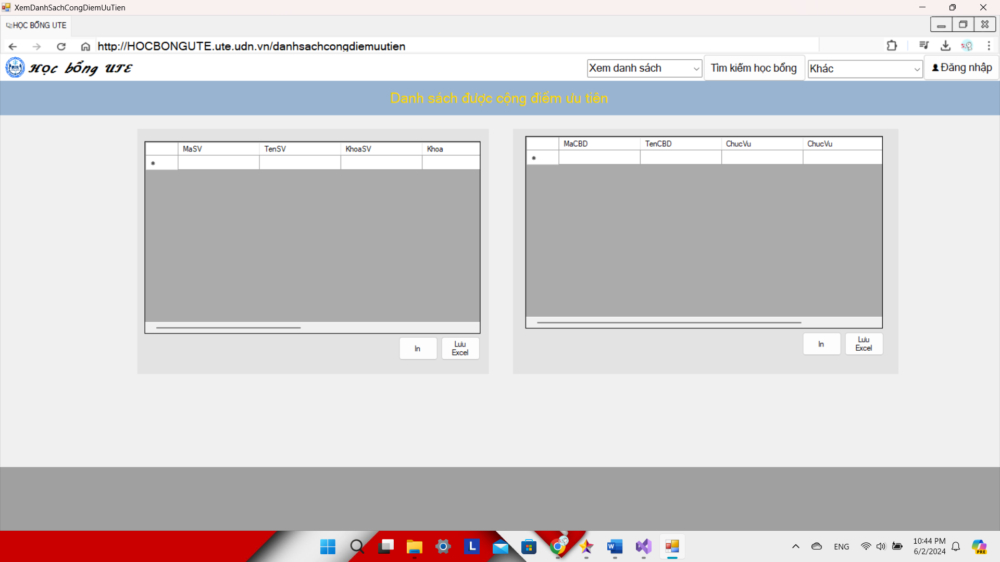 XemDanhSachCongDiemUuTien
HỌC BỔNG UTE
http://HOCBONGUTE.ute.udn.vn/danhsachcongdiemuutien
Học bổng UTE
Xem danh sách
Tìm kiếm học bổng
Khác
Đăng nhập
Danh sách được cộng điểm ưu tiên
MaSV TenSV KhoaSV Khoa
In
Lưu
Excel
MaCBD TenCBD ChucVu ChucVu
In
Lưu
Excel
L
W
ENG
10:44 PM
6/2/2024
PRE